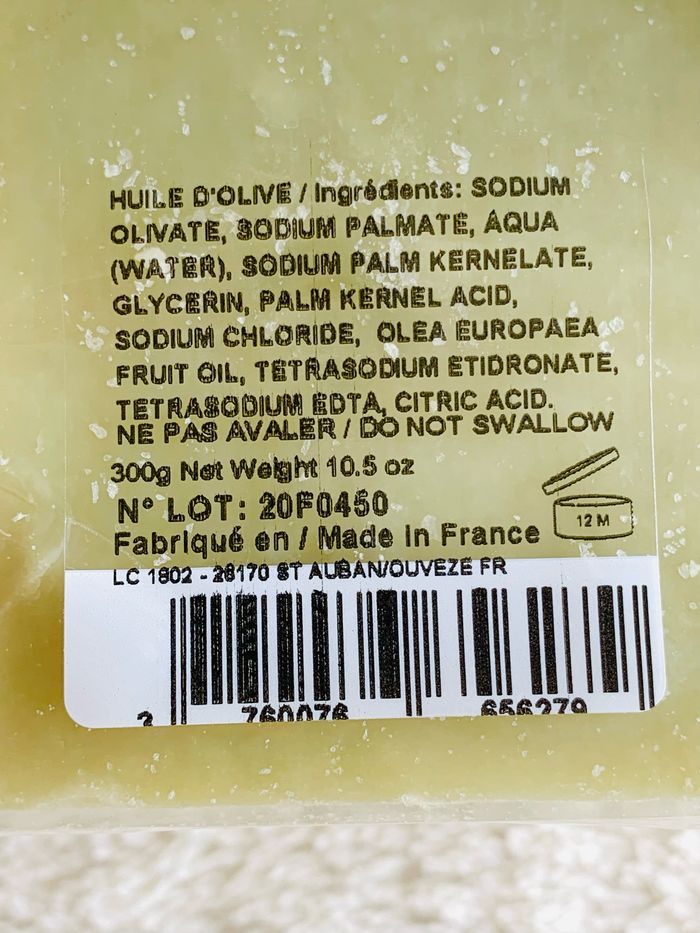 HUILE D'OLIVE / Ingrédients: SODIUM
OLIVATE, SODIUM PALMATE, AQUA
(WATER), SODIUM PALM KERNELATE,
GLYCERIN, PALM KERNEL ACID,
SODIUM CHLORIDE, OLEA EUROPAEA
FRUIT OIL, TETRASODIUM ETIDRONATE,
TETRASODIUM EDTA, CITRIC ACID.
NE PAS AVALER / DO NOT SWALLOW
300g Net Weight 10.5 oz
N° LOT: 20F0450
12 M
Fabriqué en / Made in France
LC 1802 - 26170 ST AUBAN/OUVEZE FR
3 760076 656279